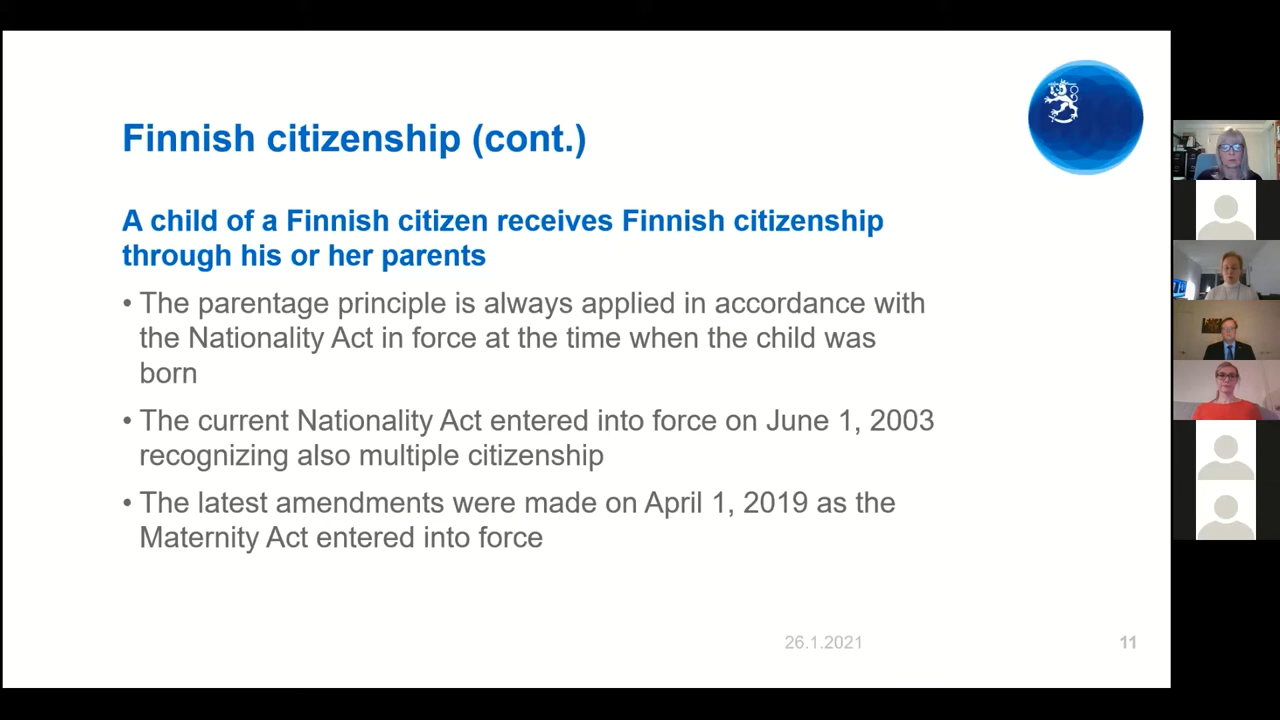 Finnish citizenship (cont.)
A child of a Finnish citizen receives Finnish citizenship
through his or her parents
• The parentage principle is always applied in accordance with
the Nationality Act in force at the time when the child was
born
• The current Nationality Act entered into force on June 1, 2003
recognizing also multiple citizenship
• The latest amendments were made on April 1, 2019 as the
Maternity Act entered into force
26.1.2021
11